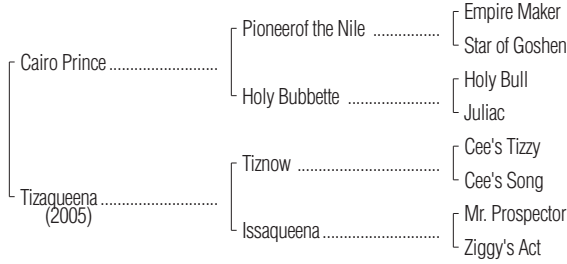 Empire Maker
Pioneerof the Nile ................
Star of Goshen
Cairo Prince ..........................
Holy Bull
Holy Bubbette ......................
Juliac
Cee's Tizzy
Tiznow ..................................
Cee's Song
Tizaqueena ............................
(2005)
Mr. Prospector
Issaqueena ............................
Ziggy's Act